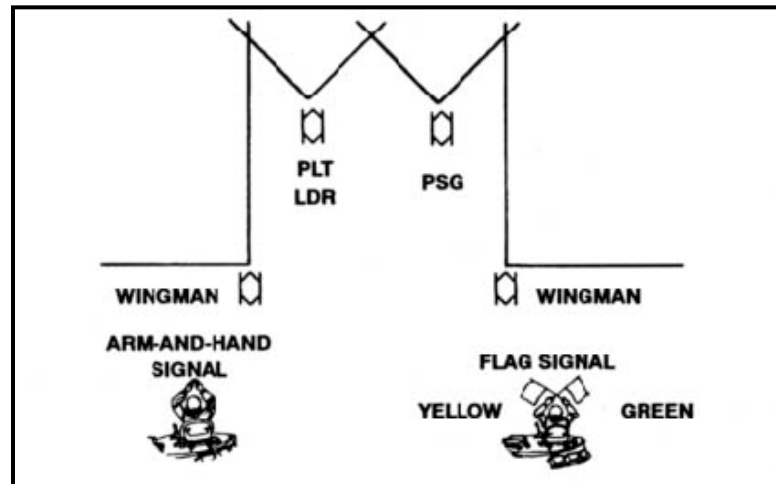 PLT
LDR
PSG
WINGMAN
WINGMAN
ARM-AND-HAND
SIGNAL
FLAG SIGNAL
YELLOW
GREEN